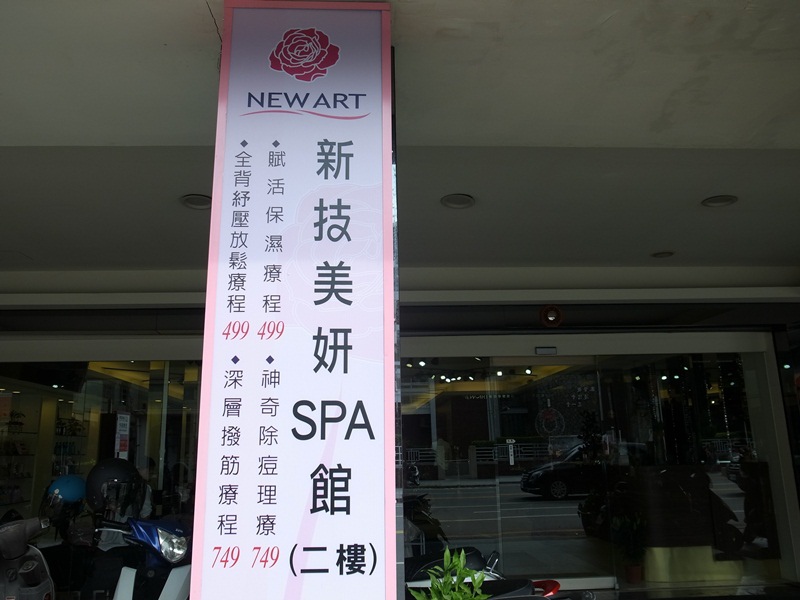 NEW ART
新技美妍SPA館(二樓)
◆賦活保濕療程499
◆神奇除痘理療749
◆全背紓壓放鬆療程499
◆深層撥筋療程749